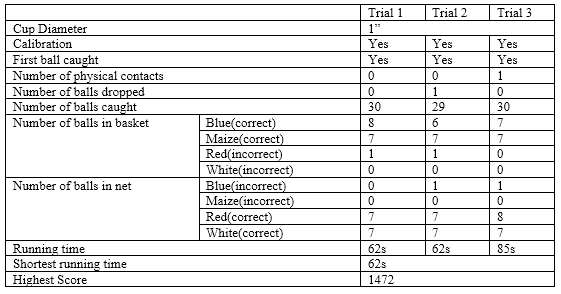 Trial 1 Trial 2 Trial 3
Cup Diameter 1”
Calibration Yes Yes Yes
First ball caught Yes Yes Yes
Number of physical contacts 0 0 1
Number of balls dropped 0 1 0
Number of balls caught 30 29 30
Number of balls in basket Blue(correct) 8 6 7
Maize(correct) 7 7 7
Red(incorrect) 1 1 0
White(incorrect) 0 0 0
Number of balls in net Blue(incorrect) 0 1 1
Maize(incorrect) 0 0 0
Red(correct) 7 7 8
White(correct) 7 7 7
Running time 62s 62s 85s
Shortest running time 62s
Highest Score 1472